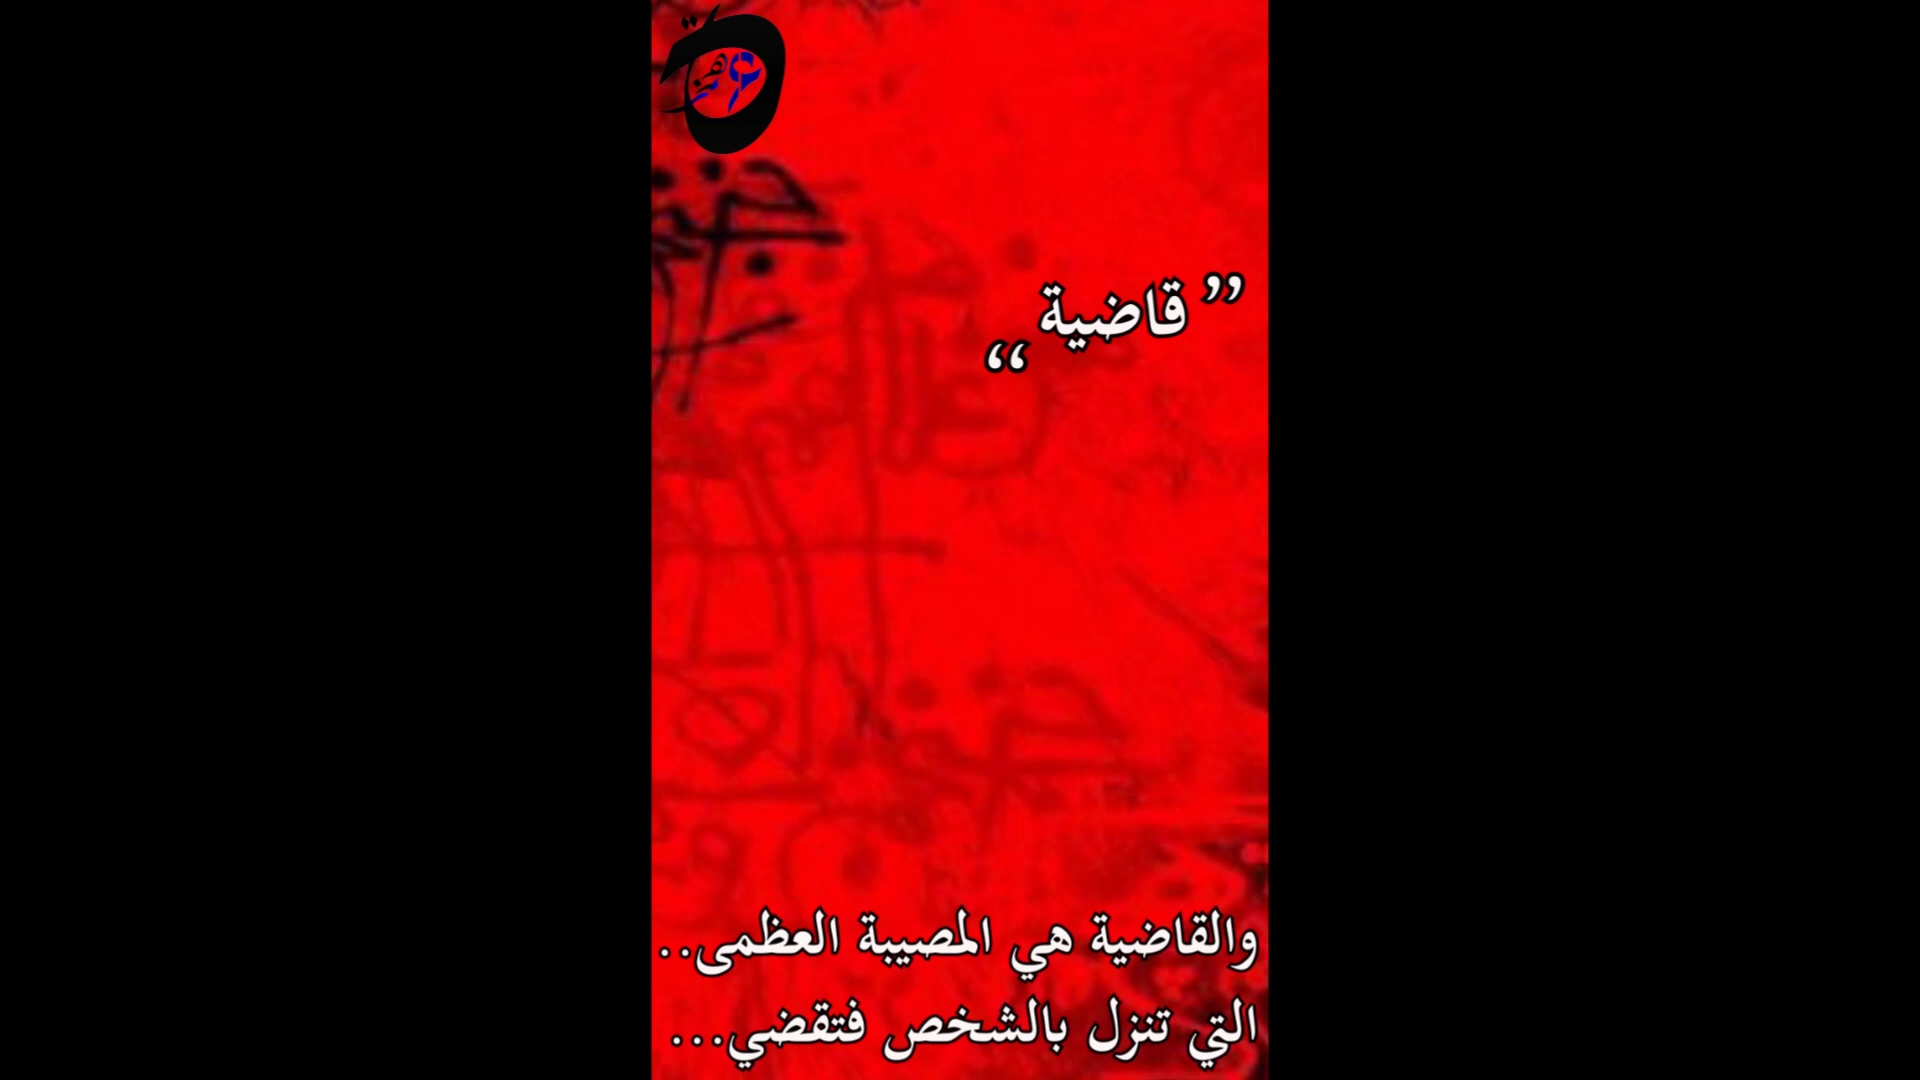 ” قاضية “
والقاضية هي المصيبة العظمى..
التي تنزل بالشخص فتقضي...